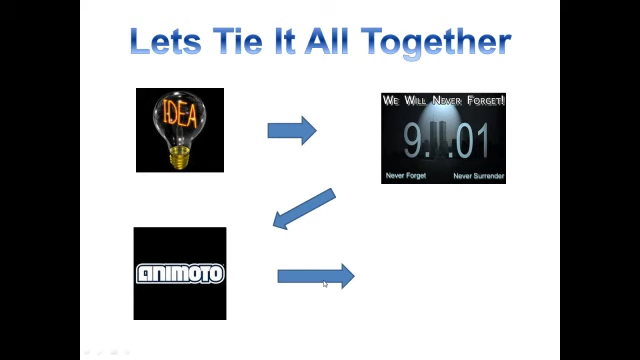 Lets Tie It All Together
IDEA
We Will Never Forget!
9.11.01
Never Forget
Never Surrender
ANIMOTO